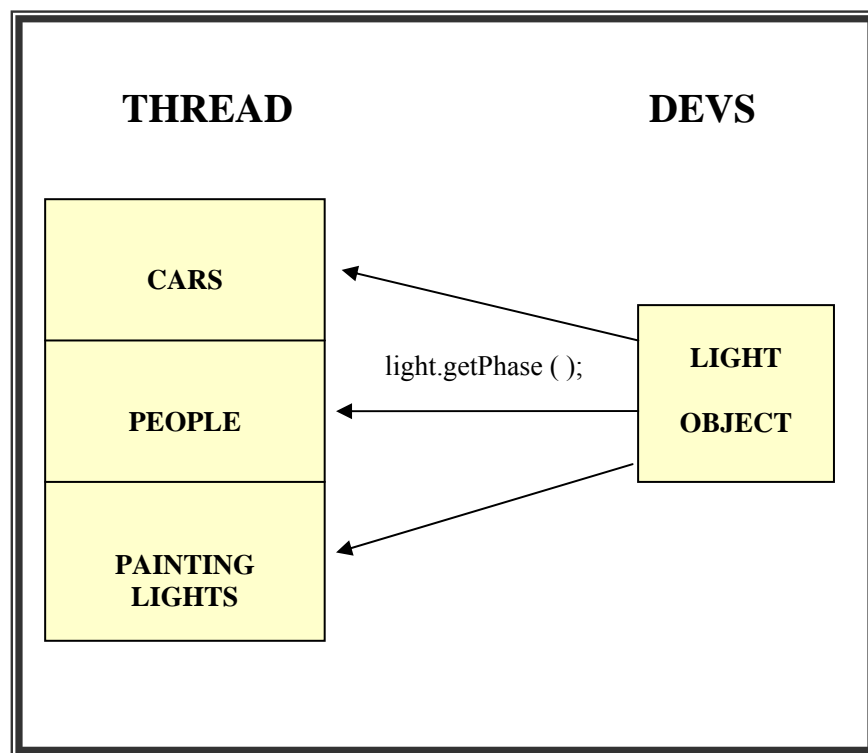 THREAD
DEVS
CARS
light.getPhase ( );
LIGHT
OBJECT
PEOPLE
PAINTING
LIGHTS